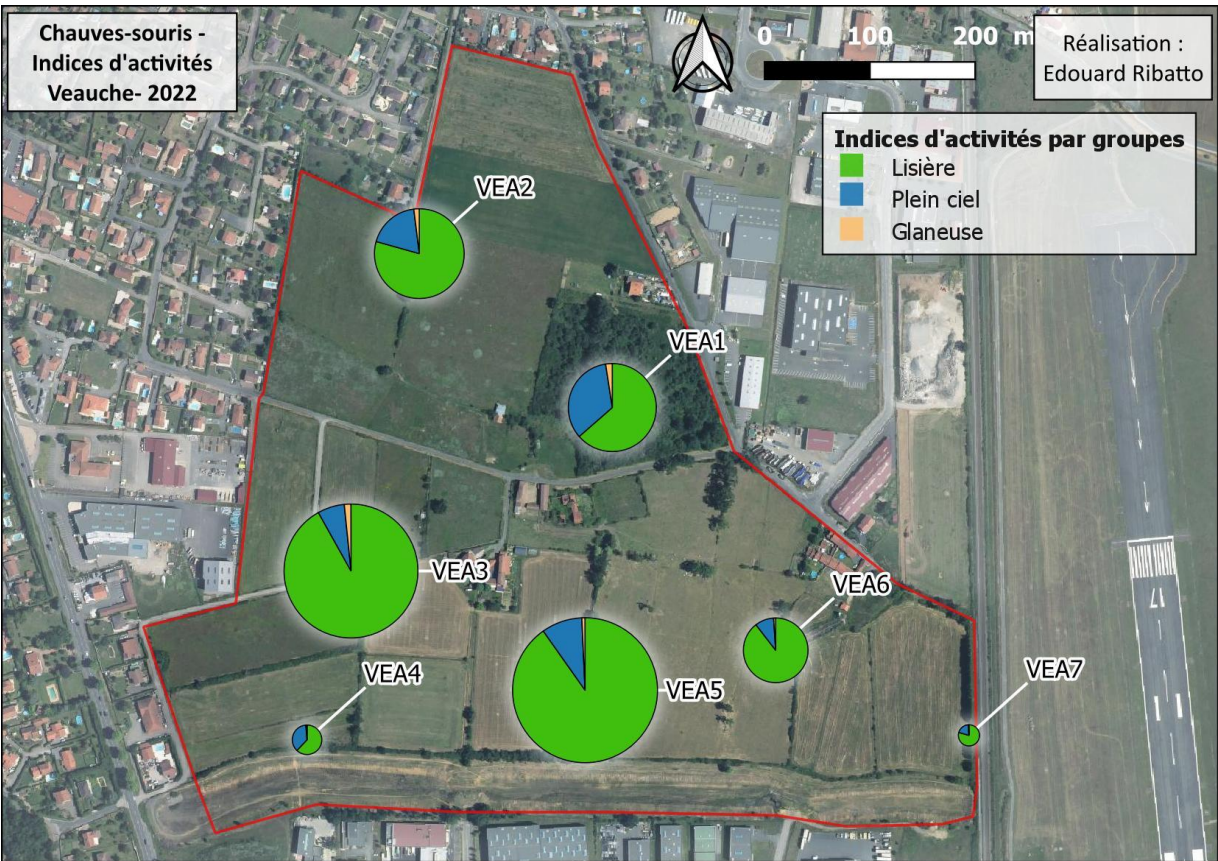 Chauves-souris -
Indices d'activités
Veauche- 2022
0 100 200 m
Réalisation :
Edouard Ribatto
Indices d'activités par groupes
Lisière
Plein ciel
Glaneuse
VEA2
VEA1
VEA3
VEA6
VEA4
VEA5
VEA7
17